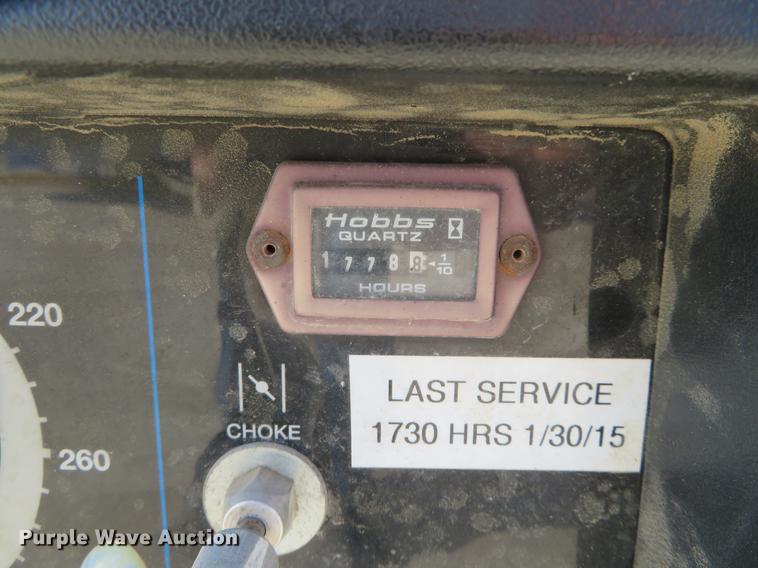 Hobbs
QUARTZ
1 7 7 8 8 1/10
HOURS
220
LAST SERVICE
1730 HRS 1/30/15
CHOKE
260
Purple Wave Auction